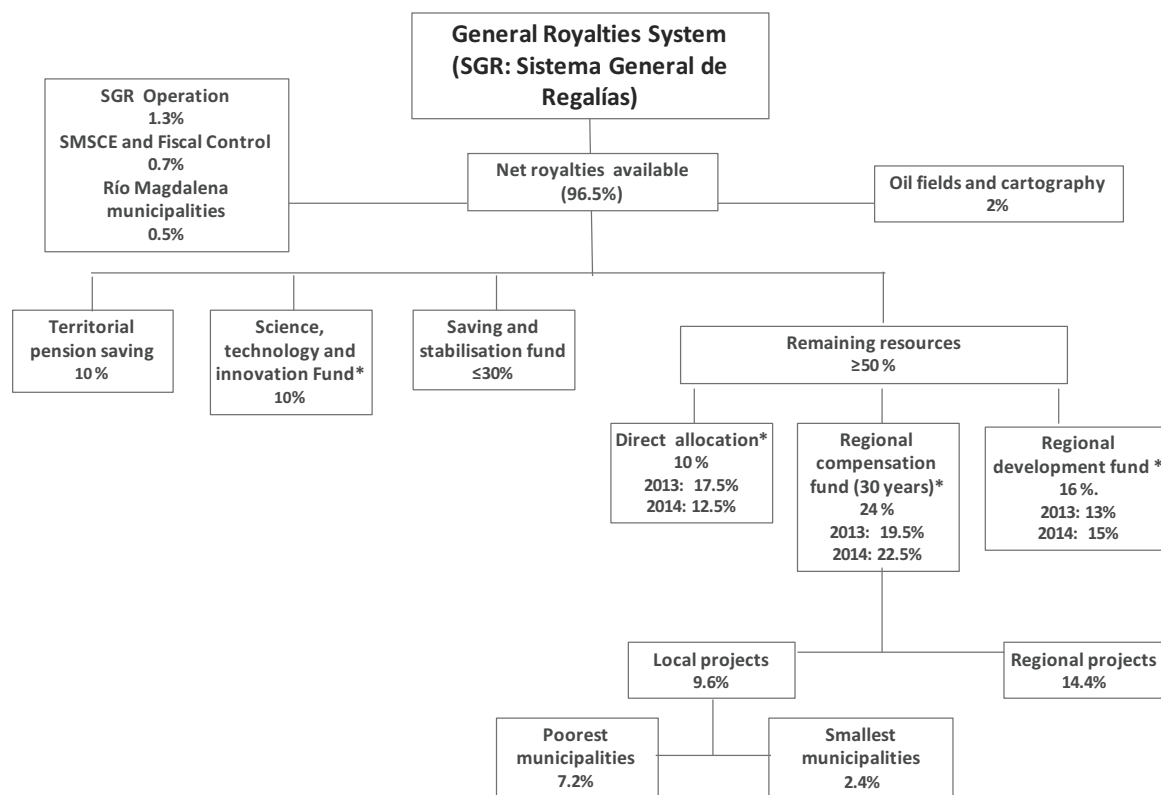 General Royalties System
(SGR: Sistema General de
Regalías)
SGR Operation
1.3%
SMSCE and Fiscal Control
0.7%
Río Magdalena
municipalities
0.5%
Net royalties available
(96.5%)
Oil fields and cartography
2%
Territorial
pension saving
10 %
Science,
technology and
innovation Fund*
10%
Saving and
stabilisation fund
≤30%
Remaining resources
≥50 %
Direct allocation*
10 %
2013: 17.5%
2014: 12.5%
Regional
compensation
fund (30 years)*
24 %
2013: 19.5%
2014: 22.5%
Regional
development fund *
16 %.
2013: 13%
2014: 15%
Local projects
9.6%
Regional projects
14.4%
Poorest
municipalities
7.2%
Smallest
municipalities
2.4%